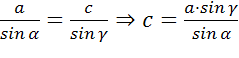 a/sin α = c/sin γ ⇒ c = a·sin γ/sin α